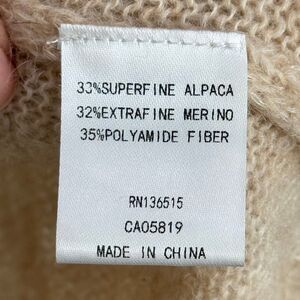 33%SUPERFINE ALPACA
32%EXTRAFINE MERINO
35%POLYAMIDE FIBER
RN136515
CA05819
MADE IN CHINA